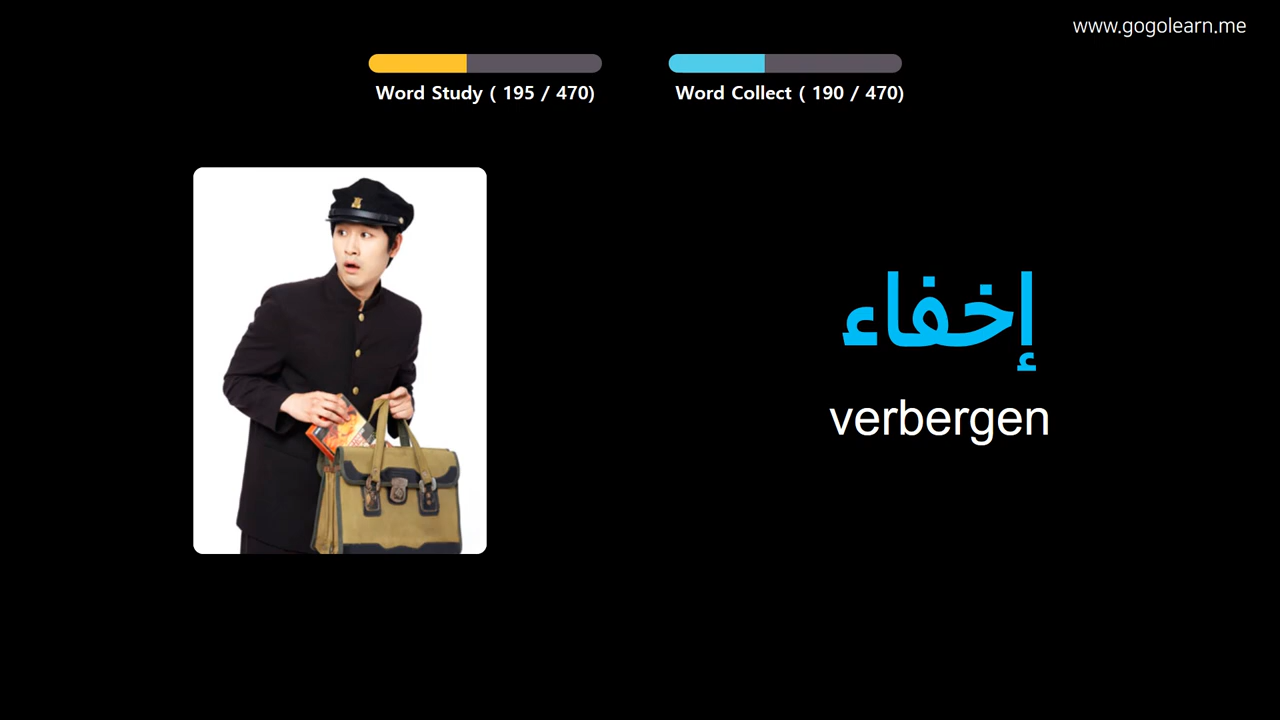 www.gogolearn.me
Word Study ( 195 / 470)
Word Collect ( 190 / 470)
إخفاء
verbergen